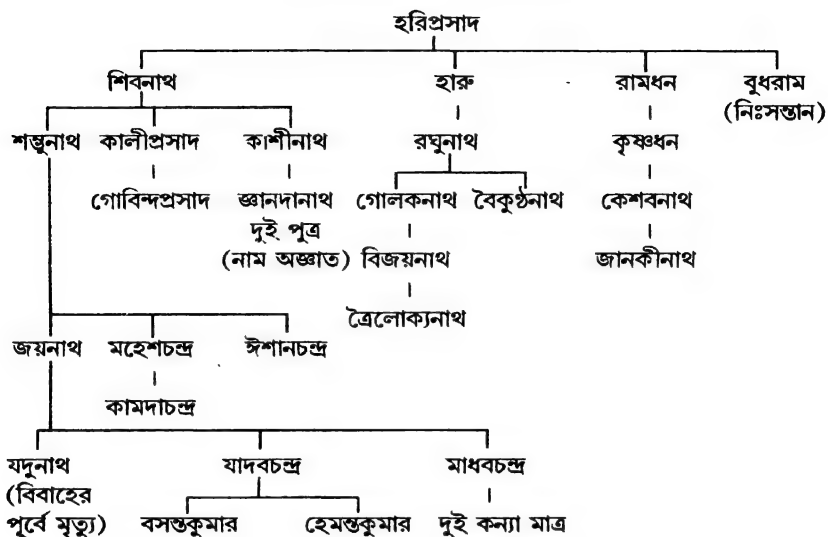 হরিপ্রসাদ
শিবনাথ হারু রামধন বুধরাম
(নিঃসন্তান)
শম্ভুনাথ কালীপ্রসাদ কাশীনাথ রঘুনাথ কৃষ্ণধন
গোবিন্দপ্রসাদ জ্ঞানদানাথ গোলকনাথ বৈকুণ্ঠনাথ কেশবনাথ
দুই পুত্র
(নাম অজ্ঞাত) বিজয়নাথ জানকীনাথ
ত্রৈলোক্যনাথ
জয়নাথ মহেশচন্দ্র ঈশানচন্দ্র
কামদাচন্দ্র
যদুনাথ যাদবচন্দ্র মাধবচন্দ্র
(বিবাহের
পূর্বে মৃত্যু) বসন্তকুমার হেমন্তকুমার দুই কন্যা মাত্র